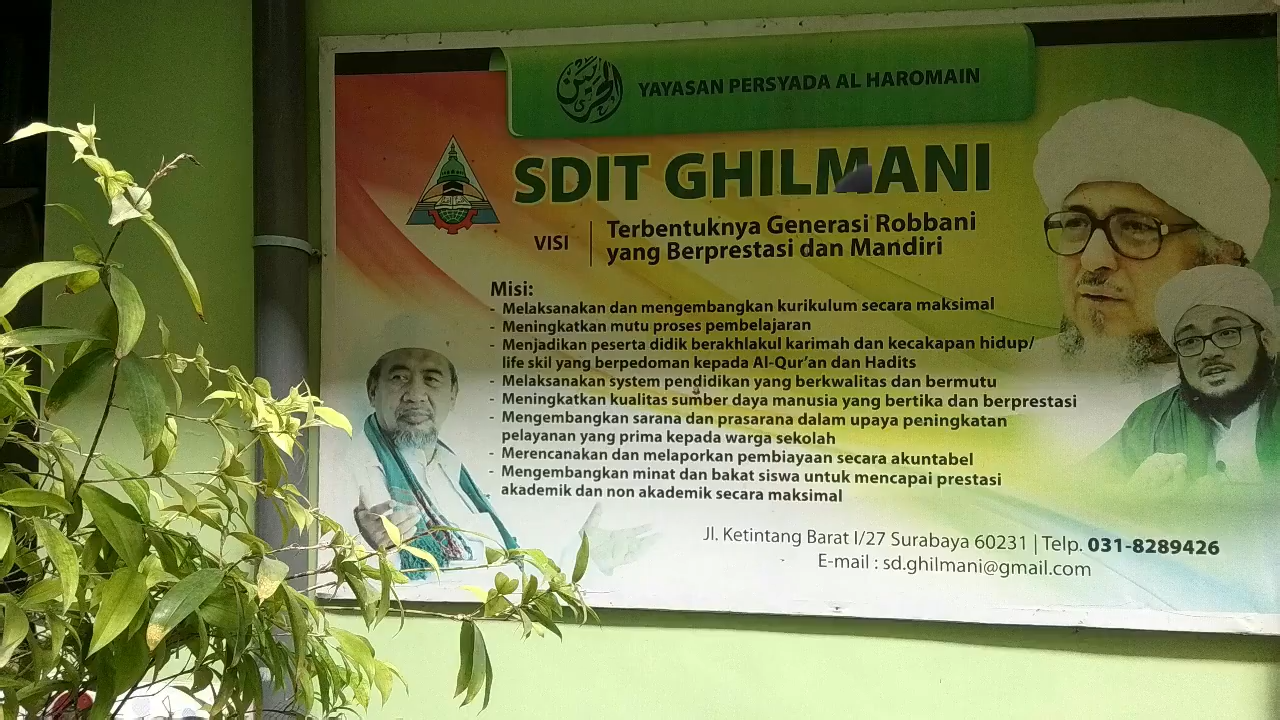 الحرمين
YAYASAN PERSYADA AL HAROMAIN
SDIT GHILMANI
VISI
Terbentuknya Generasi Robbani
yang Berprestasi dan Mandiri
Misi:
- Melaksanakan dan mengembangkan kurikulum secara maksimal
- Meningkatkan mutu proses pembelajaran
- Menjadikan peserta didik berakhlakul karimah dan kecakapan hidup/
life skil yang berpedoman kepada Al-Qur'an dan Hadits
- Melaksanakan system pendidikan yang berkwalitas dan bermutu
- Meningkatkan kualitas sumber daya manusia yang bertika dan berprestasi
- Mengembangkan sarana dan prasarana dalam upaya peningkatan
pelayanan yang prima kepada warga sekolah
- Merencanakan dan melaporkan pembiayaan secara akuntabel
- Mengembangkan minat dan bakat siswa untuk mencapai prestasi
akademik dan non akademik secara maksimal
Jl. Ketintang Barat I/27 Surabaya 60231 | Telp. 031-8289426
E-mail : sd.ghilmani@gmail.com